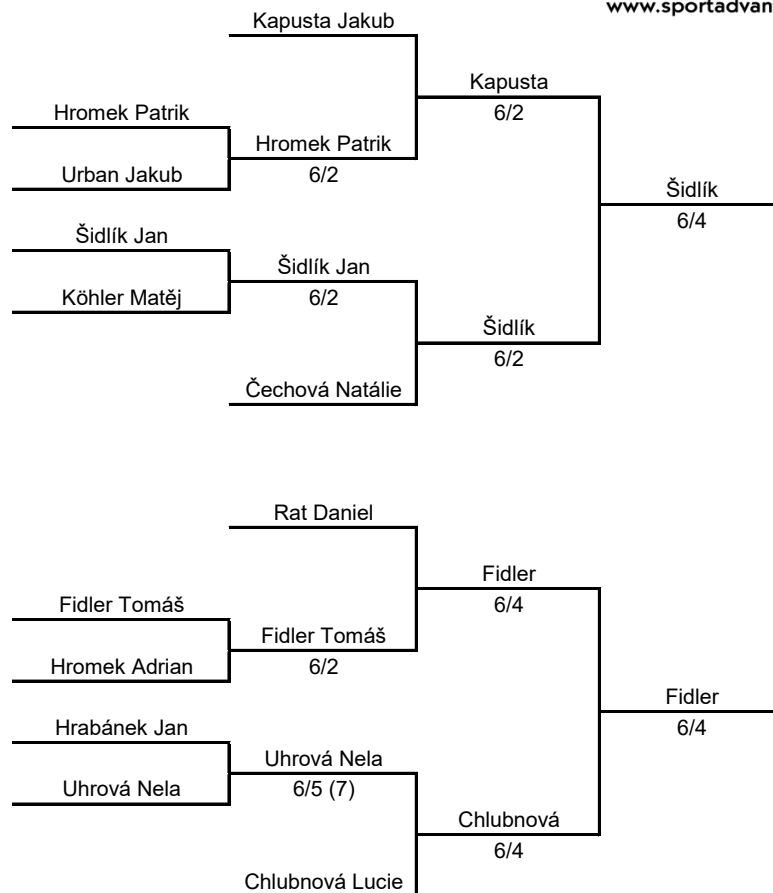 www.sportadvan
Kapusta Jakub
Kapusta
6/2
Hromek Patrik
Hromek Patrik
6/2
Urban Jakub
Šidlík
6/4
Šidlík Jan
Šidlík Jan
6/2
Köhler Matěj
Šidlík
6/2
Čechová Natálie
Rat Daniel
Fidler
6/4
Fidler Tomáš
Fidler Tomáš
6/2
Hromek Adrian
Fidler
6/4
Hrabánek Jan
Uhrová Nela
6/5 (7)
Uhrová Nela
Chlubnová
6/4
Chlubnová Lucie